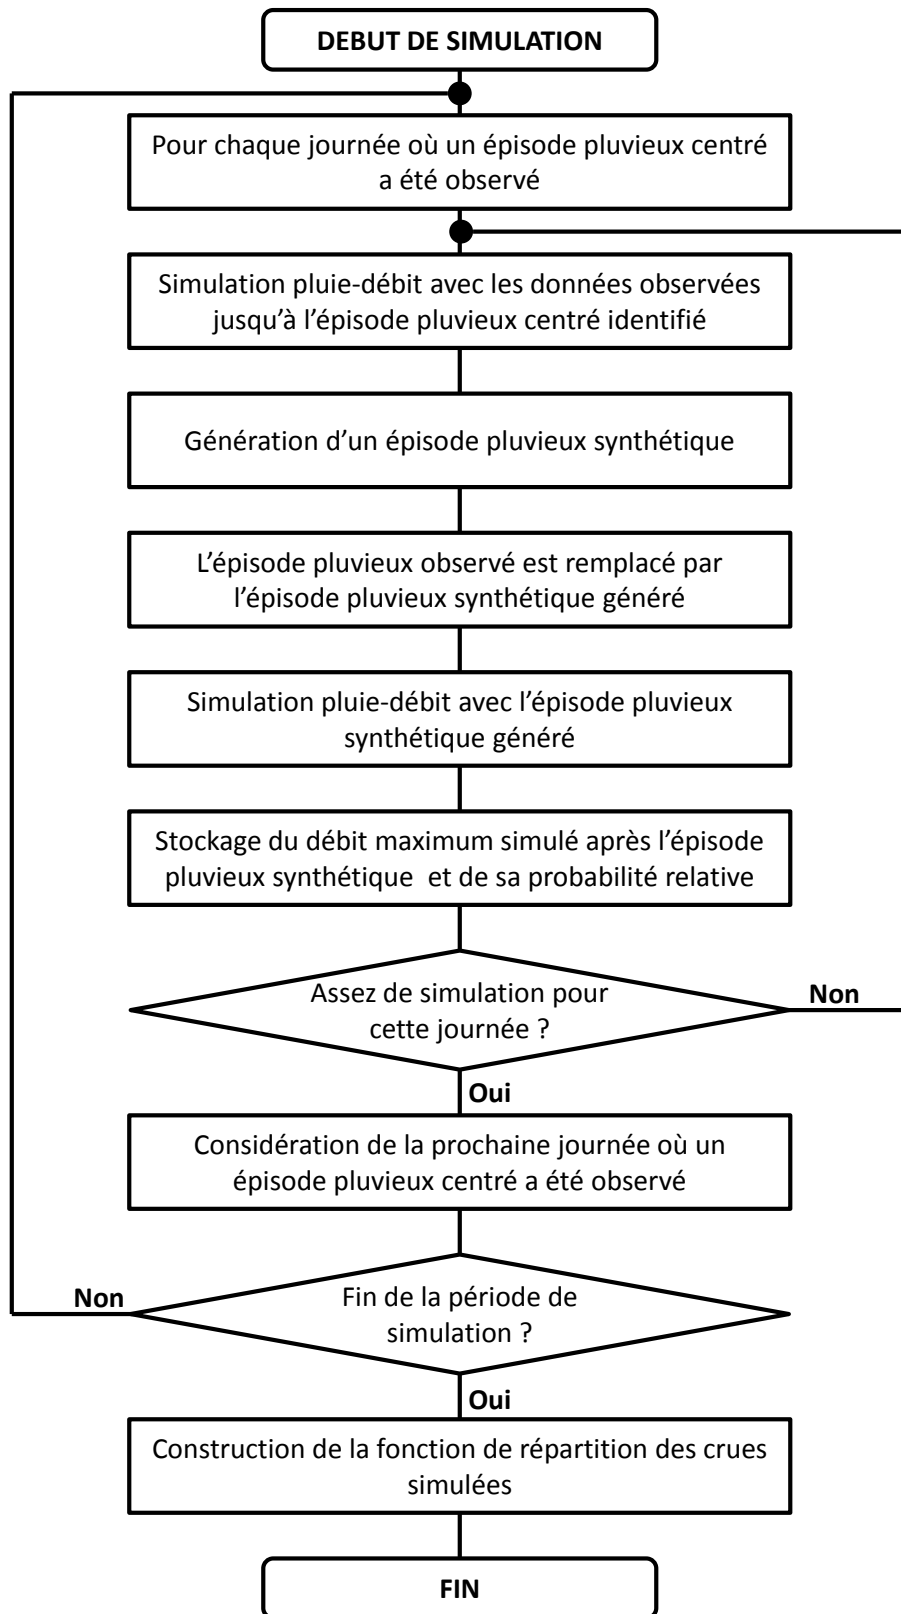 DEBUT DE SIMULATION
Pour chaque journée où un épisode pluvieux centré
a été observé
Simulation pluie-débit avec les données observées
jusqu'à l'épisode pluvieux centré identifié
Génération d'un épisode pluvieux synthétique
L'épisode pluvieux observé est remplacé par
l'épisode pluvieux synthétique généré
Simulation pluie-débit avec l'épisode pluvieux
synthétique généré
Stockage du débit maximum simulé après l'épisode
pluvieux synthétique et de sa probabilité relative
Assez de simulation pour
cette journée ?
Non
Oui
Considération de la prochaine journée où un
épisode pluvieux centré a été observé
Non
Fin de la période de
simulation ?
Oui
Construction de la fonction de répartition des crues
simulées
FIN